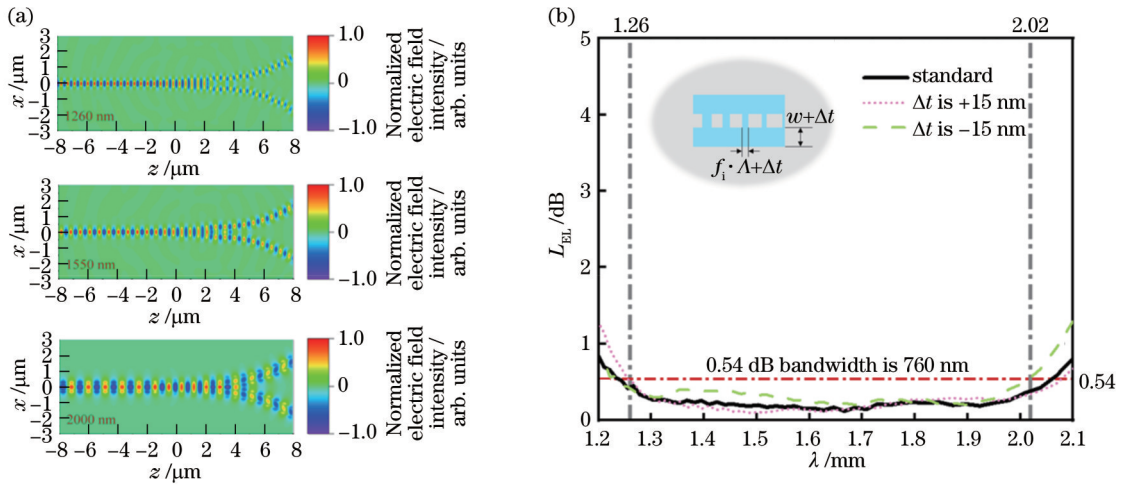 (a)
3
2
1
0
−1
−2
−3
x /μm
1260 nm
−8 −6 −4 −2 0 2 4 6 8
z /μm
1.0
0
−1.0
Normalized
electric field
intensity /
arb. units
3
2
1
0
−1
−2
−3
x /μm
1550 nm
−8 −6 −4 −2 0 2 4 6 8
z /μm
1.0
0
−1.0
Normalized
electric field
intensity /
arb. units
3
2
1
0
−1
−2
−3
x /μm
2000 nm
−8 −6 −4 −2 0 2 4 6 8
z /μm
1.0
0
−1.0
Normalized
electric field
intensity /
arb. units
(b)
1.26 2.02
5
4
3
2
1
0
L_EL /dB
standard
Δt is +15 nm
Δt is −15 nm
w+Δt
f_i · Λ+Δt
0.54 dB bandwidth is 760 nm
0.54
1.2 1.3 1.4 1.5 1.6 1.7 1.8 1.9 2.0 2.1
λ /mm